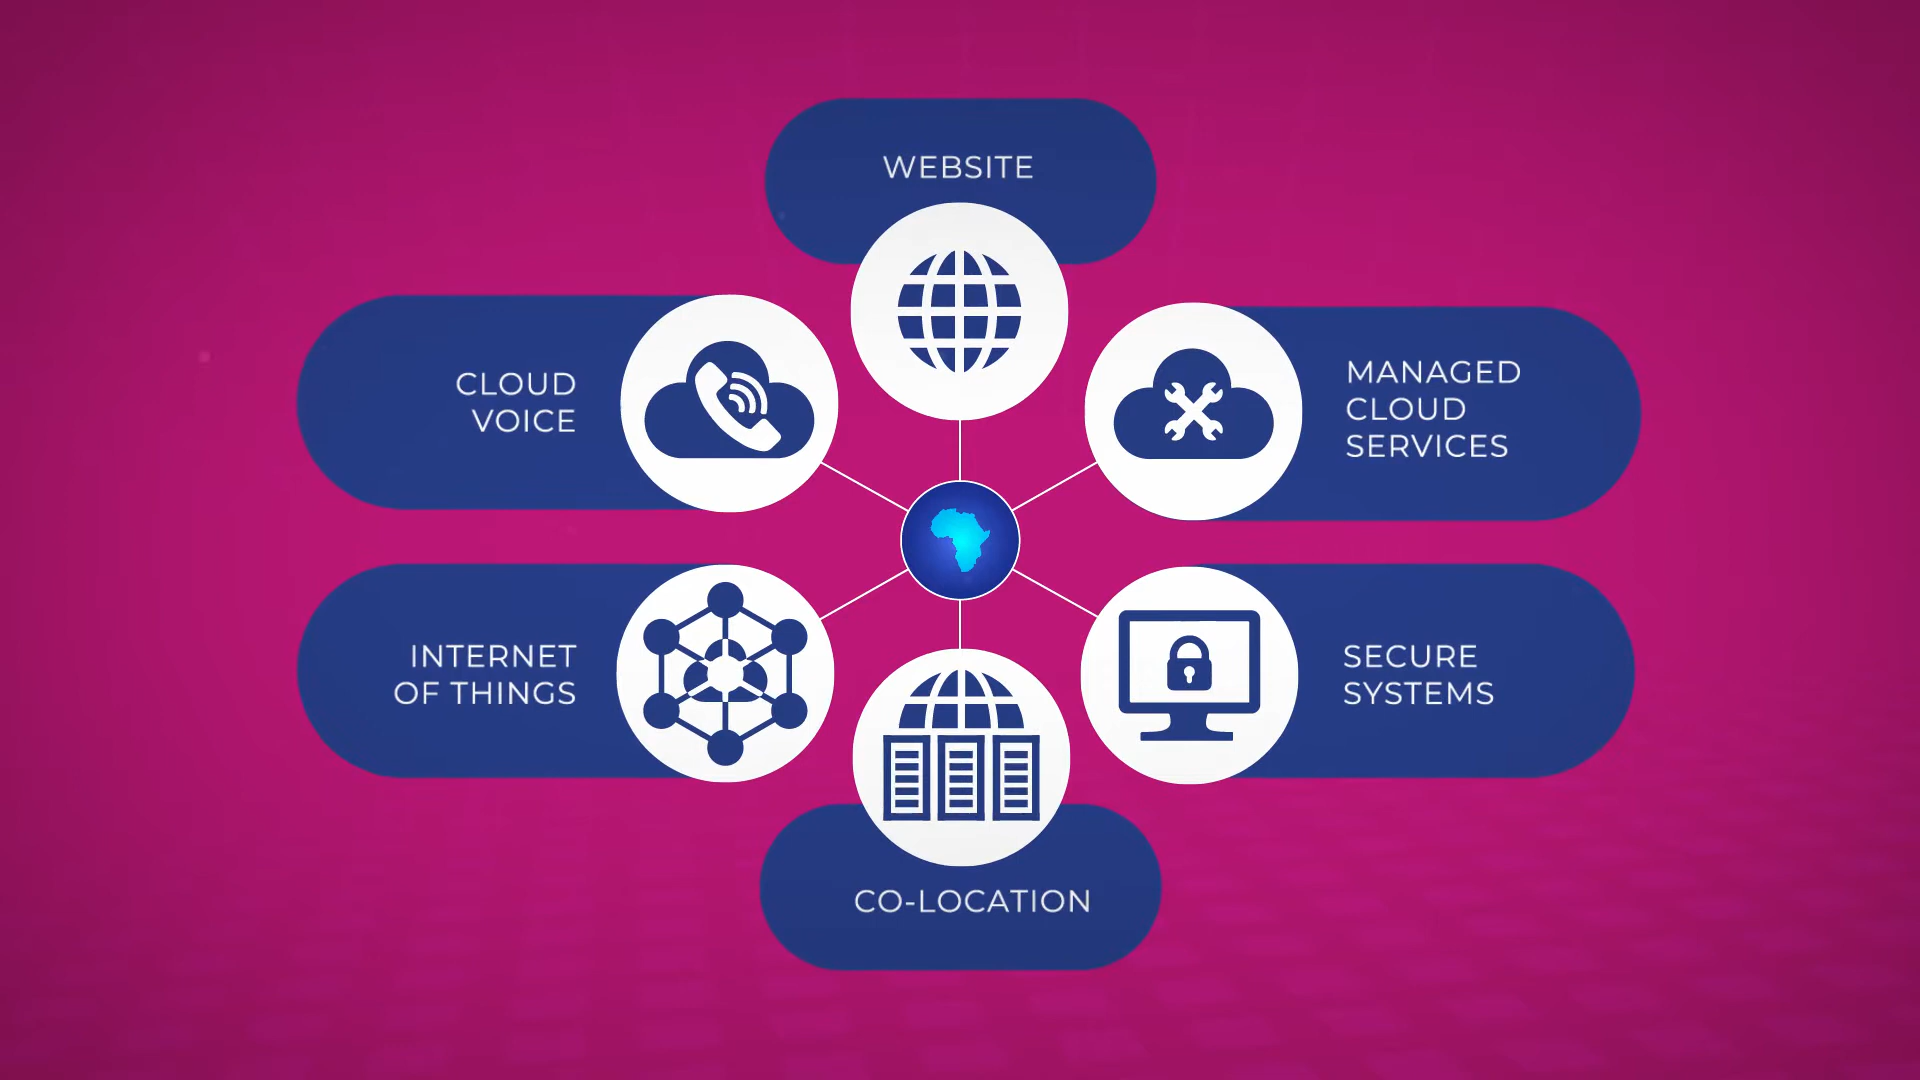 WEBSITE
CLOUD
VOICE
MANAGED
CLOUD
SERVICES
INTERNET
OF THINGS
SECURE
SYSTEMS
CO-LOCATION